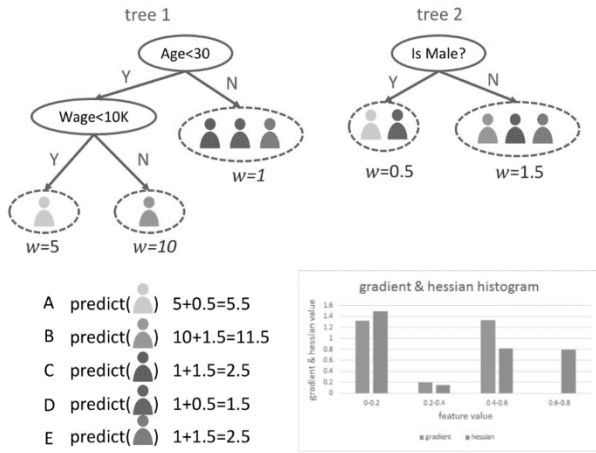 tree 1
tree 2
Age<30
Is Male?
Y
N
Y
N
Wage<10K
Y
N
w=1
w=0.5
w=1.5
w=5
w=10
A predict( ) 5+0.5=5.5
B predict( ) 10+1.5=11.5
C predict( ) 1+1.5=2.5
D predict( ) 1+0.5=1.5
E predict( ) 1+1.5=2.5
gradient & hessian histogram
gradient & hessian value
1.6
1.4
1.2
1
0.8
0.6
0.4
0.2
0
0-0.2
0.2-0.4
0.4-0.6
0.6-0.8
feature value
gradient
hessian